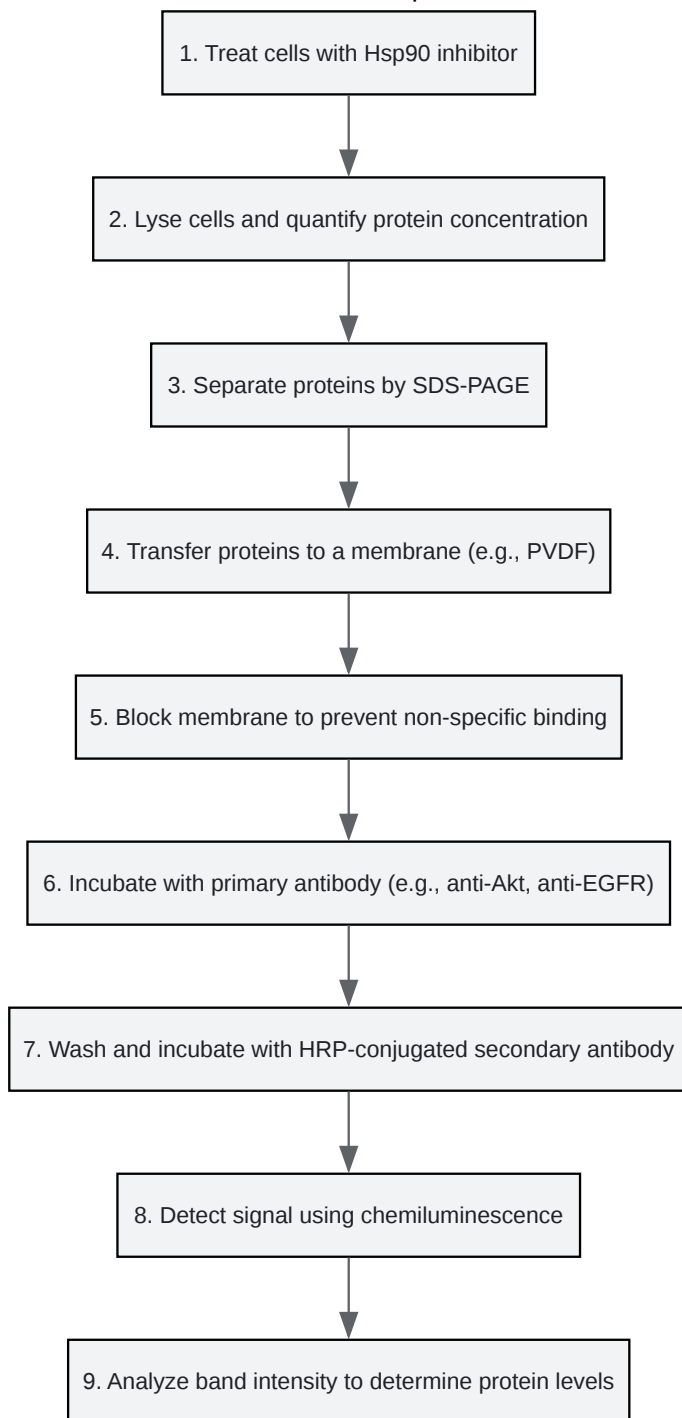 1. Treat cells with Hsp90 inhibitor
2. Lyse cells and quantify protein concentration
3. Separate proteins by SDS-PAGE
4. Transfer proteins to a membrane (e.g., PVDF)
5. Block membrane to prevent non-specific binding
6. Incubate with primary antibody (e.g., anti-Akt, anti-EGFR)
7. Wash and incubate with HRP-conjugated secondary antibody
8. Detect signal using chemiluminescence
9. Analyze band intensity to determine protein levels